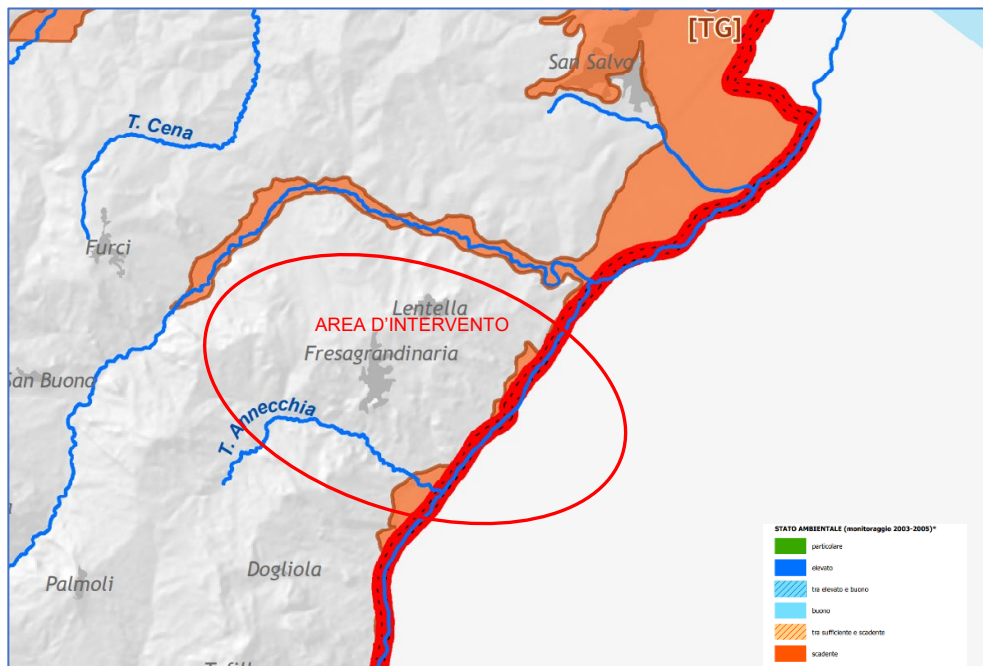 [TG]
San Salvo
T. Cena
Furci
Lentella
AREA D'INTERVENTO
Fresagrandinaria
San Buono
T. Annecchia
Dogliola
Palmoli
STATO AMBIENTALE (monitoraggio 2003-2005)*
particolare
elevato
tra elevato e buono
buono
tra sufficiente e scadente
scadente